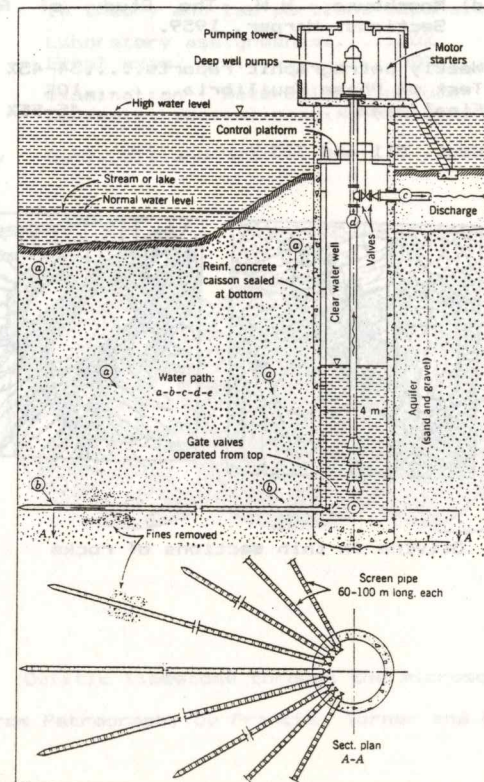 Pumping tower
Deep well pumps
Motor
starters
High water level
Control platform
Stream or lake
Normal water level
c
Discharge
d
Valves
a
a
Reinf. concrete
caisson sealed
at bottom
Clear water well
Aquifer
(sand and gravel)
a
a
Water path:
a-b-c-d-e
4 m
Gate valves
operated from top
b
b
c
A
A
Fines removed
Screen pipe
60-100 m long. each
Sect. plan
A-A